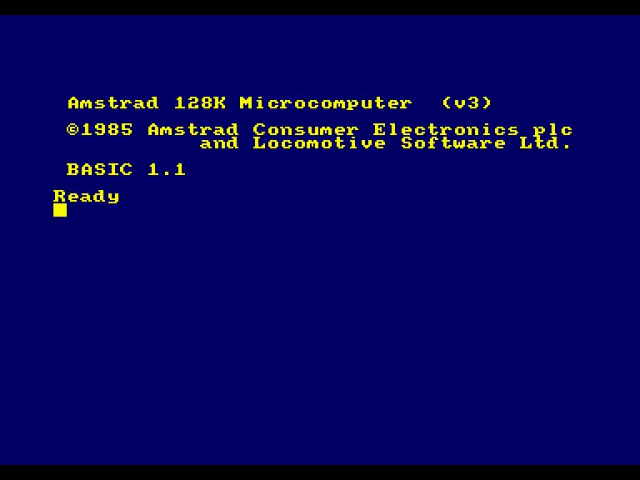 Amstrad 128K Microcomputer (v3)
©1985 Amstrad Consumer Electronics plc
and Locomotive Software Ltd.
BASIC 1.1
Ready